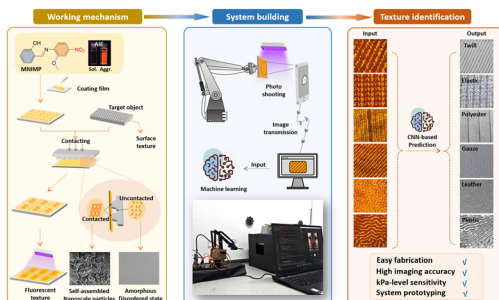 Working mechanism
System building
Texture identification
OH
N
NO₂
O
MNIMP
AIE
Sol. Aggr.
Coating film
Target object
Contacting
Surface
texture
Contacted
Uncontacted
Fluorescent
texture
Self-assembled
Nanoscale particles
Amorphous
Disordered state
Photo
shooting
Image
transmission
Input
Machine learning
Input
Output
CNN-based
Prediction
Twill
Elastic
Polyester
Gauze
Leather
Plastic
Easy fabrication √
High imaging accuracy √
kPa-level sensitivity √
System prototyping √